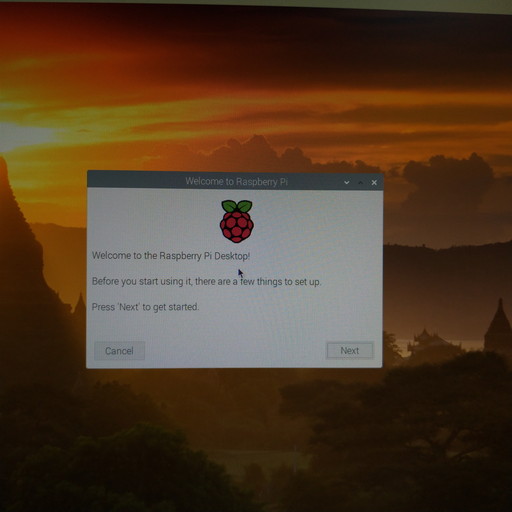 Welcome to Raspberry Pi
Welcome to the Raspberry Pi Desktop!
Before you start using it, there are a few things to set up.
Press 'Next' to get started.
Cancel
Next